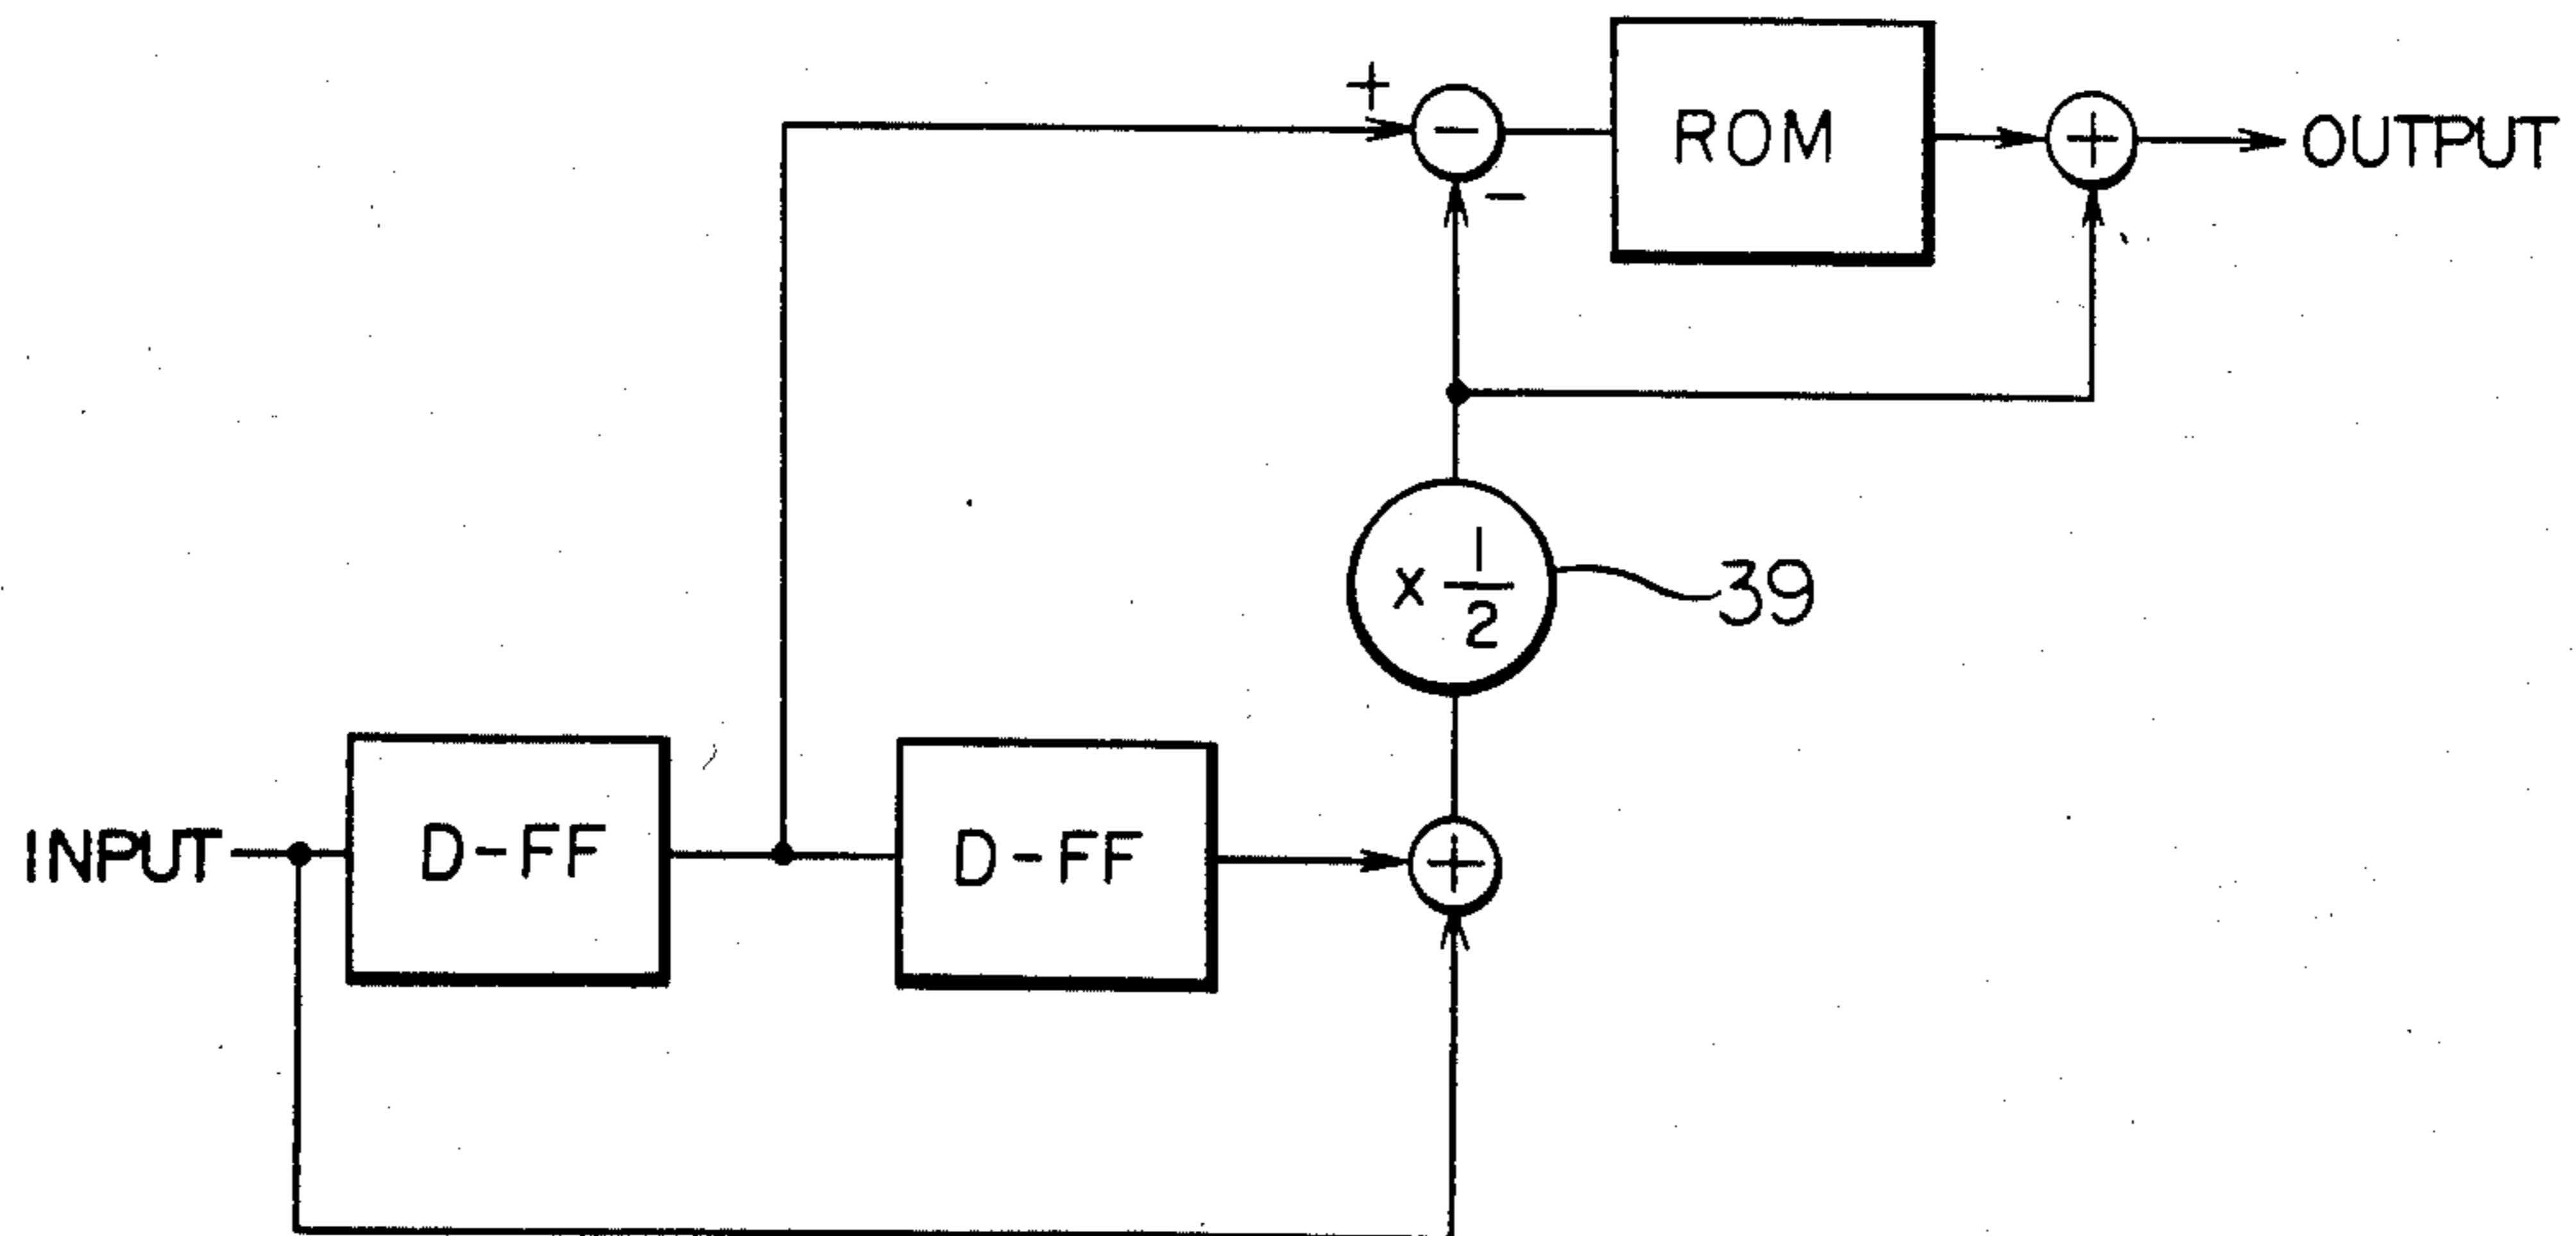 +
−
ROM
+
OUTPUT
−
× 1/2
39
INPUT
D-FF
D-FF
+